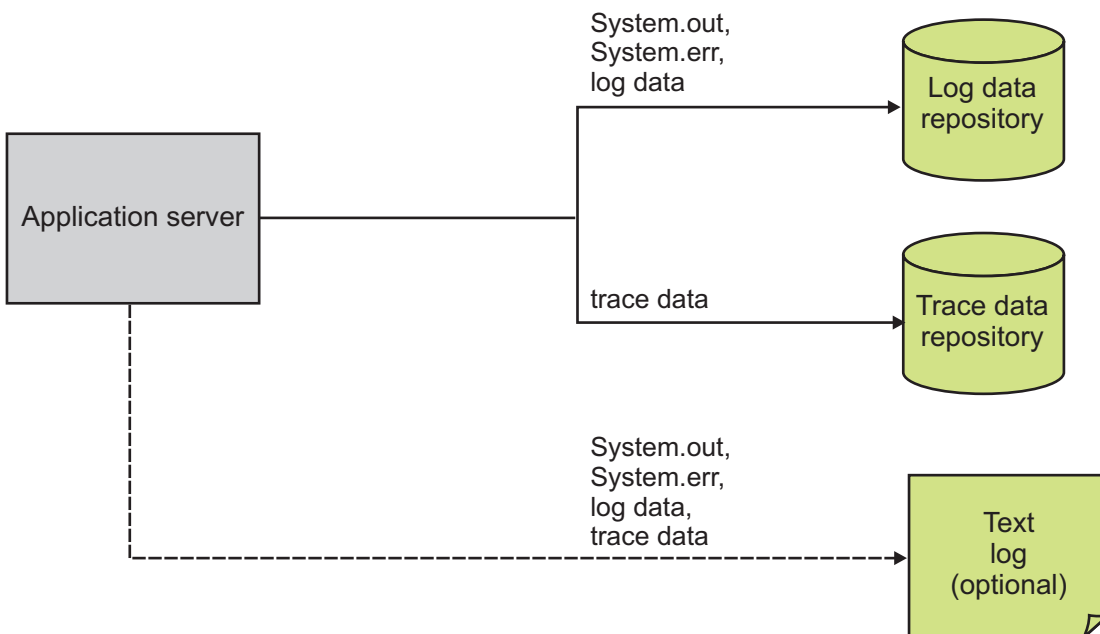 System.out,
System.err,
log data
Log data
repository
Application server
trace data
Trace data
repository
System.out,
System.err,
log data,
trace data
Text
log
(optional)